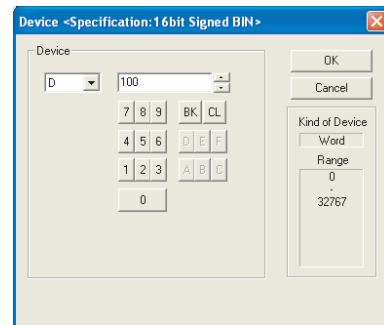 Device <Specification:16bit Signed BIN>
Device
D
100
OK
Cancel
7 8 9 BK CL
4 5 6 D E F
1 2 3 A B C
0
Kind of Device
Word
Range
0
-
32767